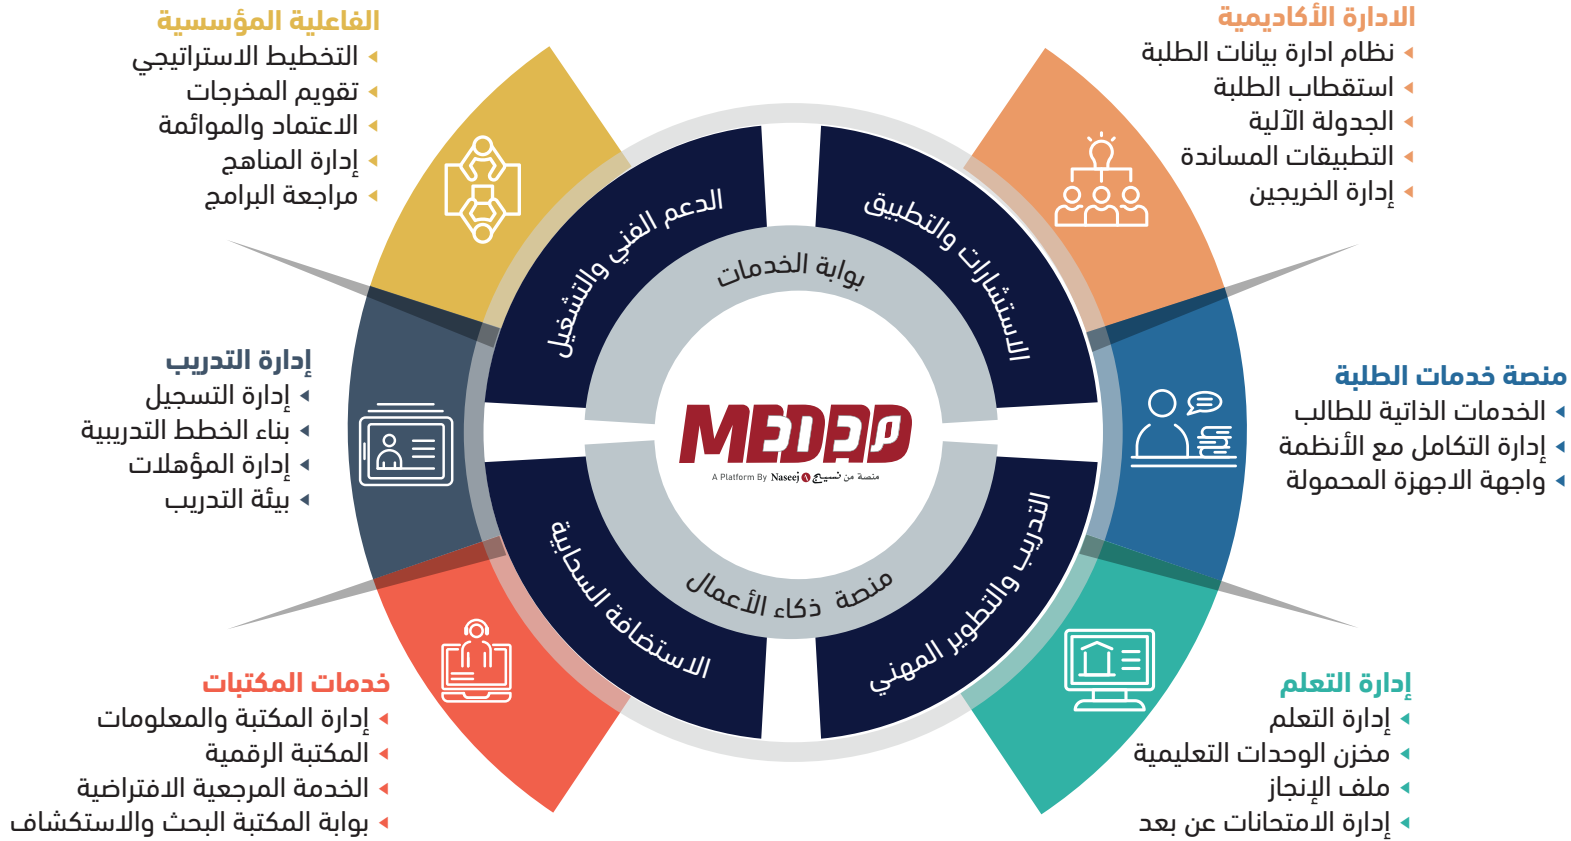 الادارة الأكاديمية
نظام ادارة بيانات الطلبة
استقطاب الطلبة
الجدولة الآلية
التطبيقات المساندة
إدارة الخريجين
منصة خدمات الطلبة
الخدمات الذاتية للطالب
إدارة التكامل مع الأنظمة
واجهة الاجهزة المحمولة
إدارة التعلم
إدارة التعلم
مخزن الوحدات التعليمية
ملف الإنجاز
إدارة الامتحانات عن بعد
الاستشارات والتطبيق
الدعم الفني والتشغيل
بوابة الخدمات
MEDAD مداد
A Platform By Naseej نسيج منصة من
منصة ذكاء الأعمال
التدريب والتطوير المهني
الاستضافة السحابية
الفاعلية المؤسسية
التخطيط الاستراتيجي
تقويم المخرجات
الاعتماد والموائمة
إدارة المناهج
مراجعة البرامج
إدارة التدريب
إدارة التسجيل
بناء الخطط التدريبية
إدارة المؤهلات
بيئة التدريب
خدمات المكتبات
إدارة المكتبة والمعلومات
المكتبة الرقمية
الخدمة المرجعية الافتراضية
بوابة المكتبة البحث والاستكشاف